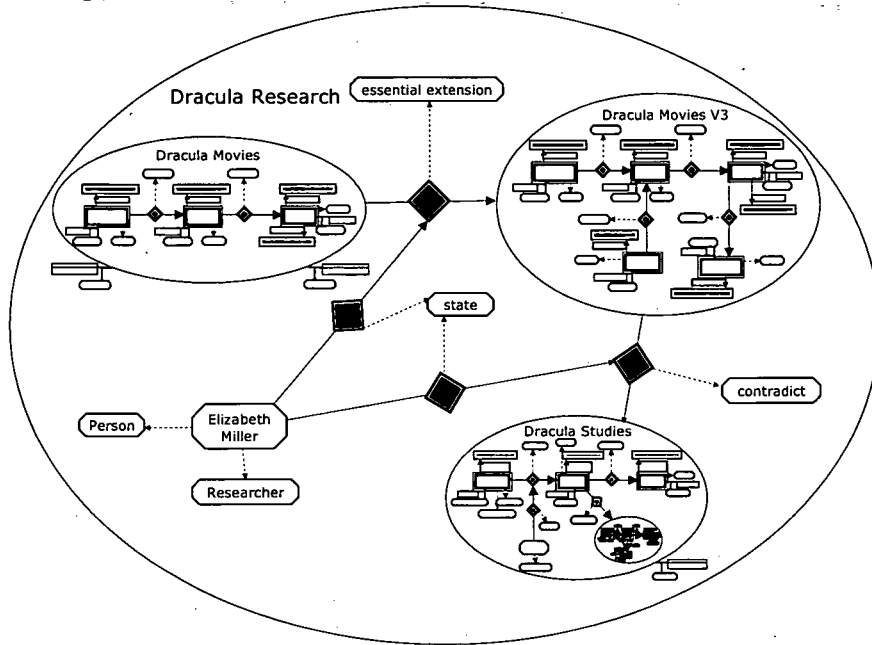 essential extension
Dracula Research
Dracula Movies V3
Dracula Movies
state
contradict
Person
Elizabeth
Miller
Researcher
Dracula Studies